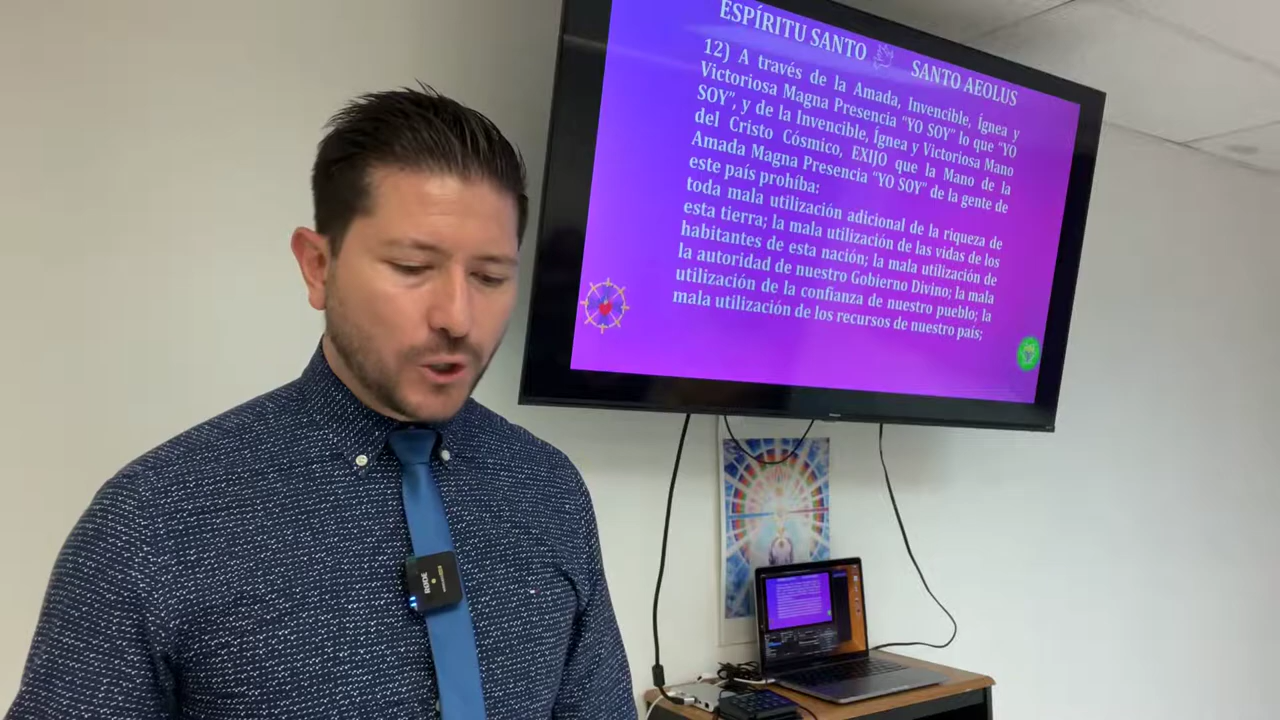 ESPÍRITU SANTO SANTO AEOLUS
12) A través de la Amada, Invencible, Ígnea y
Victoriosa Magna Presencia “YO SOY” lo que “YO
SOY”, y de la Invencible, Ígnea y Victoriosa Mano
del Cristo Cósmico, EXIJO que la Mano de la
Amada Magna Presencia “YO SOY” de la gente de
este país prohíba:
toda mala utilización adicional de la riqueza de
esta tierra; la mala utilización de las vidas de los
habitantes de esta nación; la mala utilización de
la autoridad de nuestro Gobierno Divino; la mala
utilización de la confianza de nuestro pueblo; la
mala utilización de los recursos de nuestro país;
RØDE